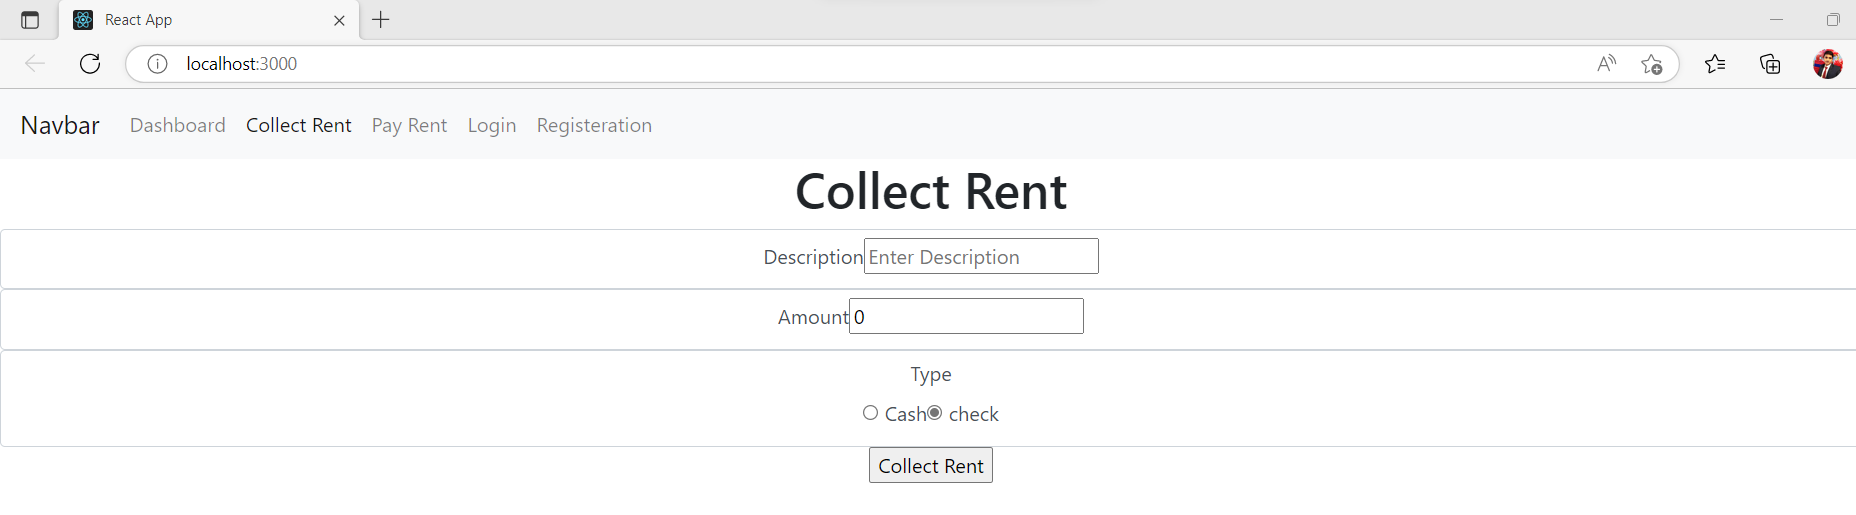 React App
localhost:3000
Navbar Dashboard Collect Rent Pay Rent Login Registeration
Collect Rent
Description Enter Description
Amount 0
Type
Cash check
Collect Rent